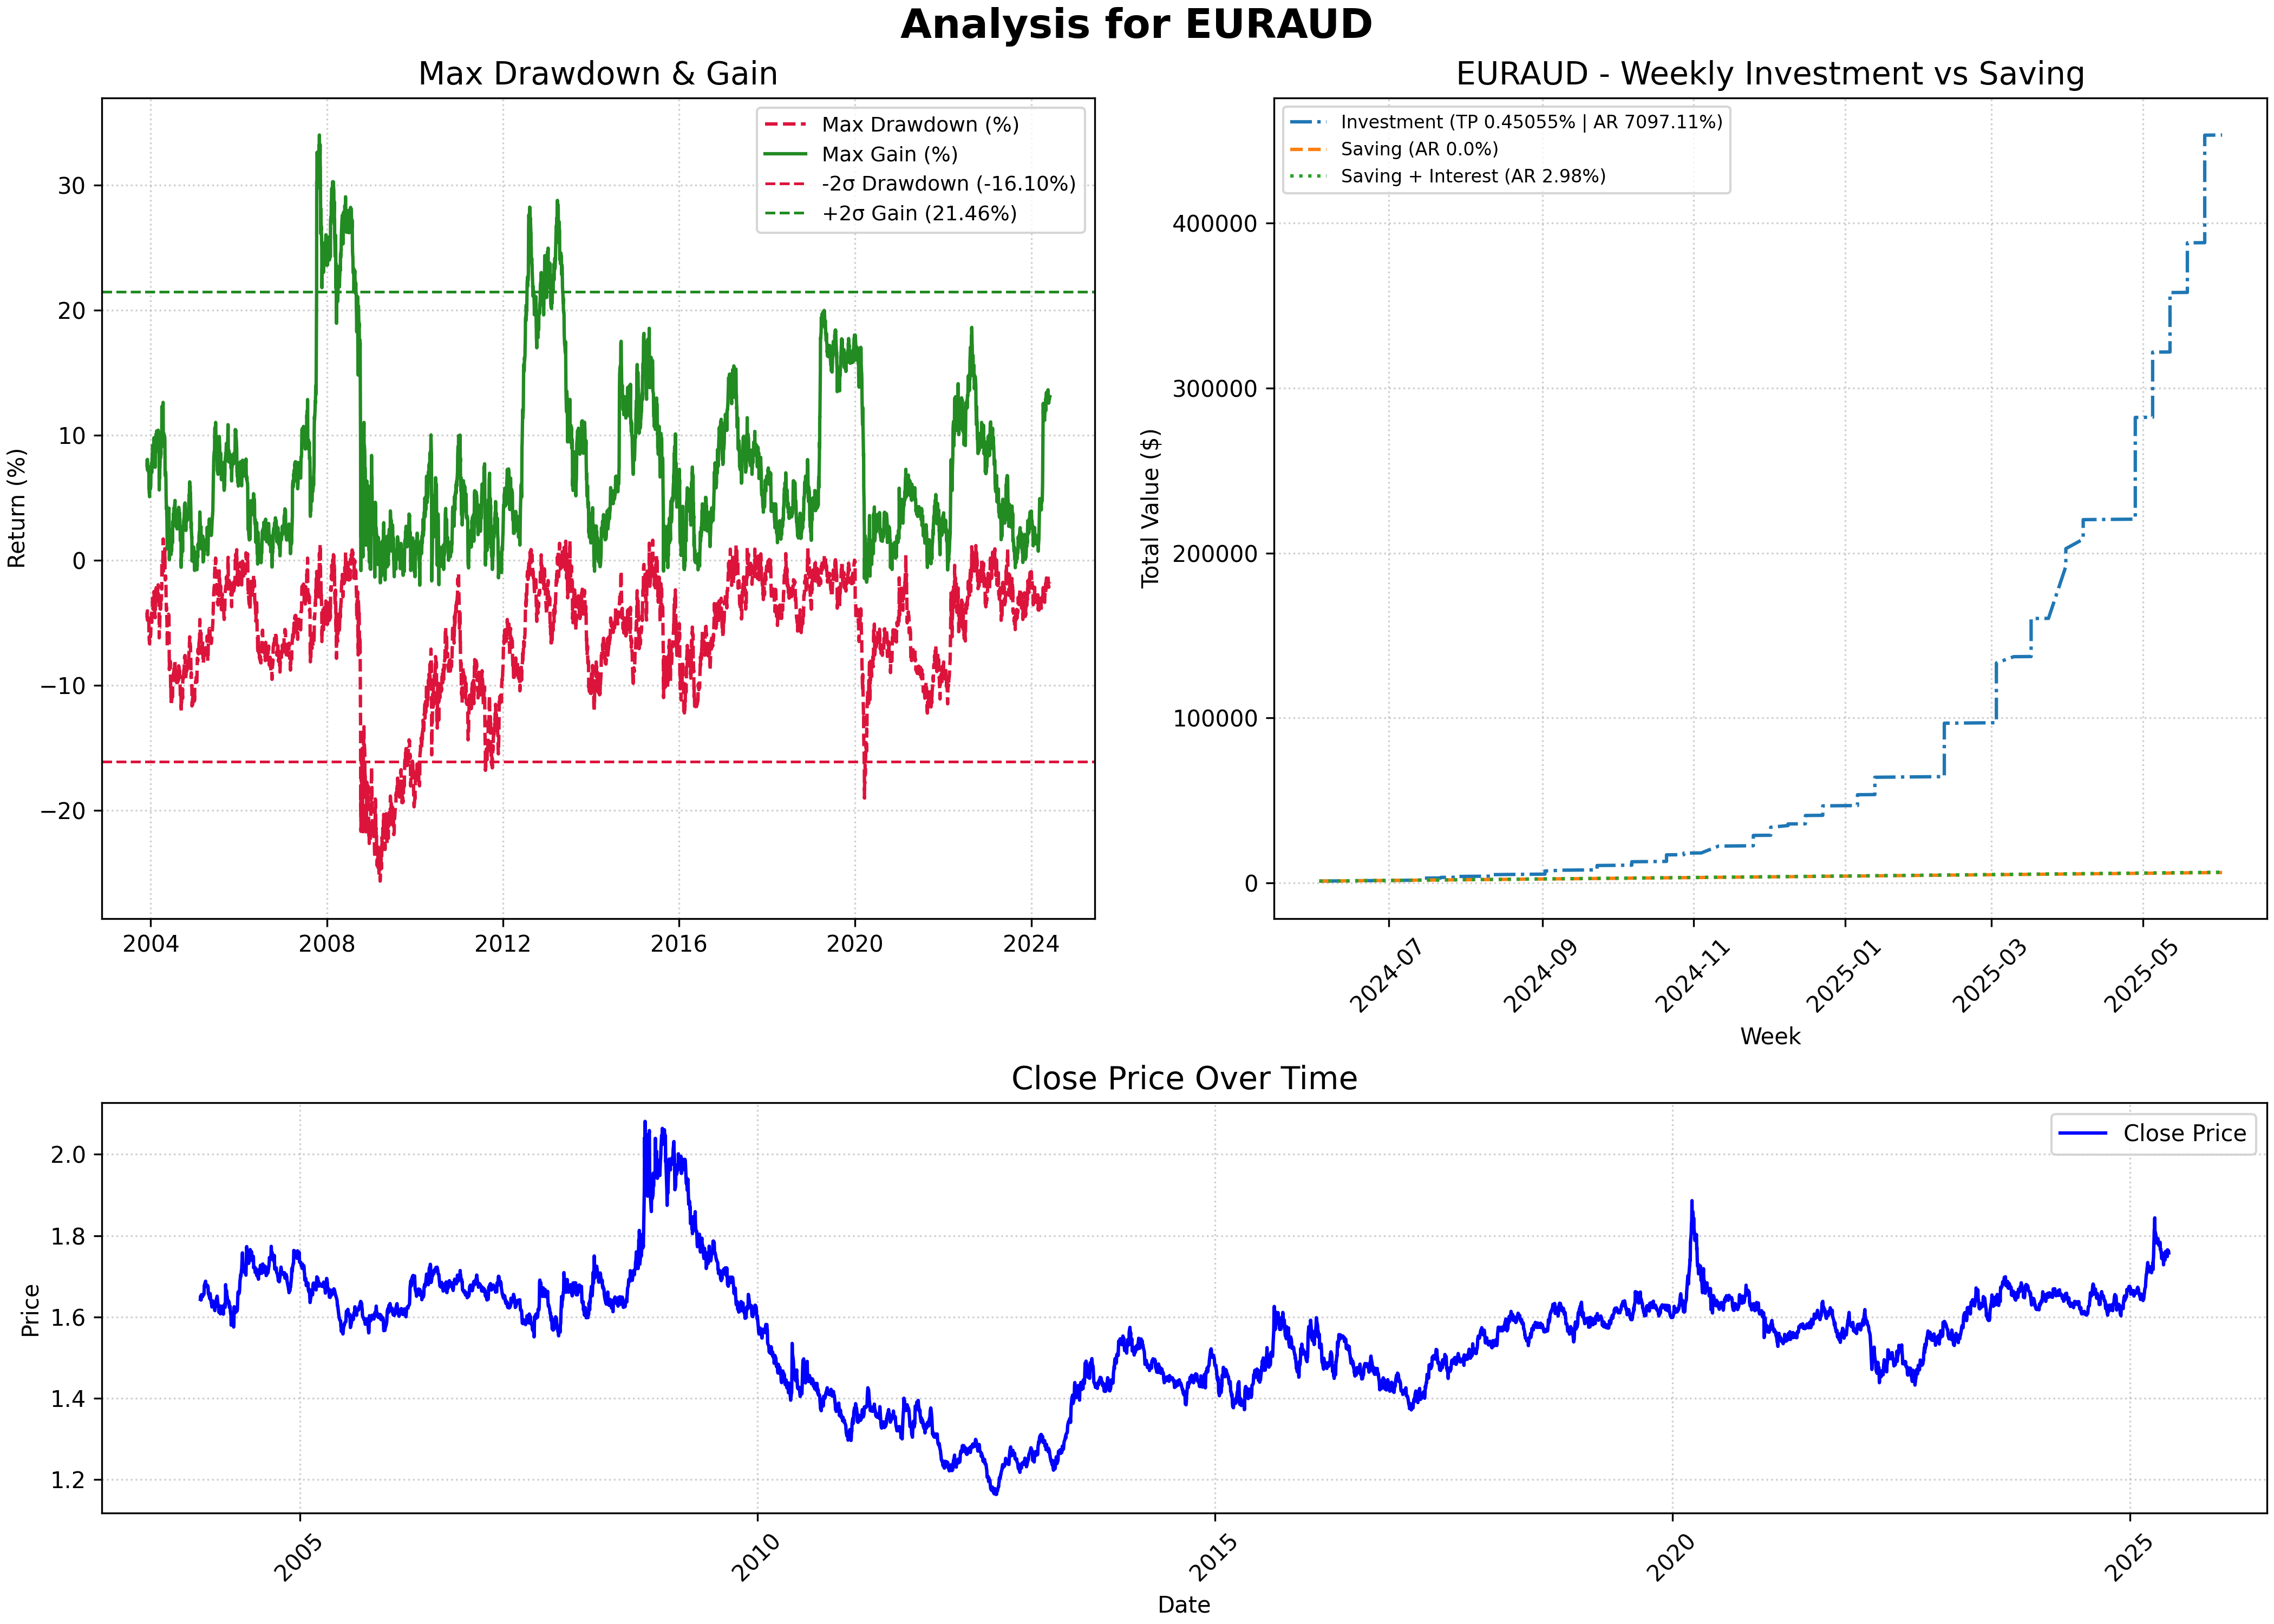 Analysis for EURAUD
Max Drawdown & Gain
Return (%)
30
20
10
0
−10
−20
2004
2008
2012
2016
2020
2024
Max Drawdown (%)
Max Gain (%)
-2σ Drawdown (-16.10%)
+2σ Gain (21.46%)
EURAUD - Weekly Investment vs Saving
Investment (TP 0.45055% | AR 7097.11%)
Saving (AR 0.0%)
Saving + Interest (AR 2.98%)
Total Value ($)
400000
300000
200000
100000
0
2024-07
2024-09
2024-11
2025-01
2025-03
2025-05
Week
Close Price Over Time
Close Price
Price
2.0
1.8
1.6
1.4
1.2
2005
2010
2015
2020
2025
Date